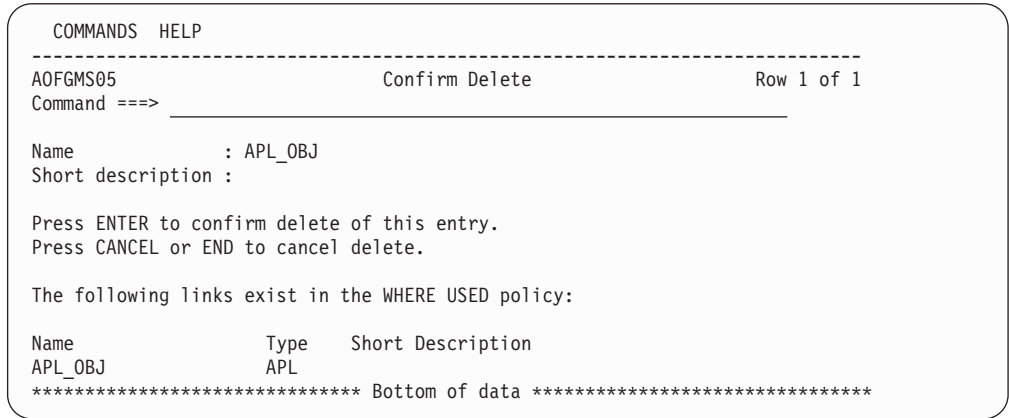 COMMANDS HELP
-------------------------------------------------------------------------------
AOFGMS05 Confirm Delete Row 1 of 1
Command ===> ____________________________________________________________
Name : APL_OBJ
Short description :
Press ENTER to confirm delete of this entry.
Press CANCEL or END to cancel delete.
The following links exist in the WHERE USED policy:
Name Type Short Description
APL_OBJ APL
******************************* Bottom of data ********************************